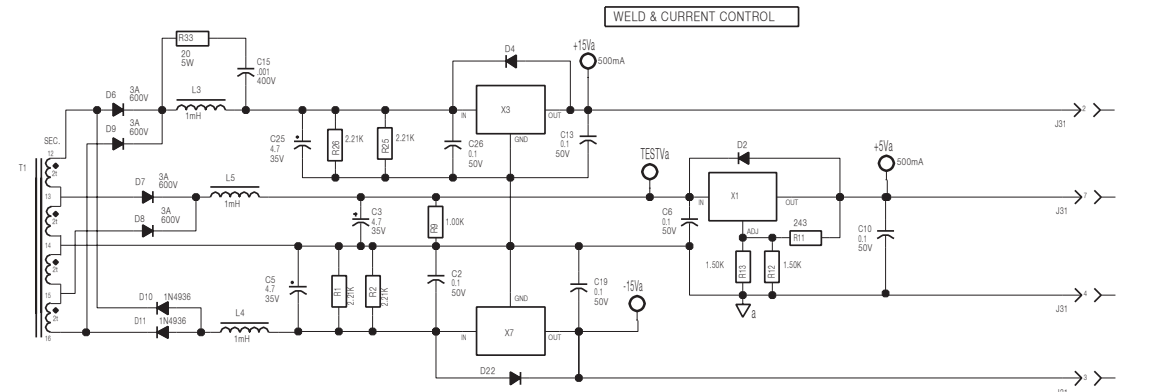 WELD & CURRENT CONTROL
R33
20
5W
C15
.001
400V
D4
+15Va
500mA
D6
3A
600V
L3
1mH
X3
IN
OUT
GND
2
J31
D9
3A
600V
C25
4.7
35V
R26
2.21K
R25
2.21K
C26
0.1
50V
C13
0.1
50V
SEC.
12
T1
2t
13
2t
14
2t
15
2t
16
D7
3A
600V
L5
1mH
D8
3A
600V
C3
4.7
35V
R9
1.00K
TESTVa
D2
+5Va
500mA
X1
IN
OUT
ADJ
7
J31
C6
0.1
50V
243
R11
C10
0.1
50V
1.50K
R13
R12
1.50K
a
4
J31
C5
4.7
35V
R1
2.21K
R2
2.21K
C2
0.1
50V
C19
0.1
50V
-15Va
GND
X7
IN
OUT
D10
1N4936
D11
1N4936
L4
1mH
D22
3
J31